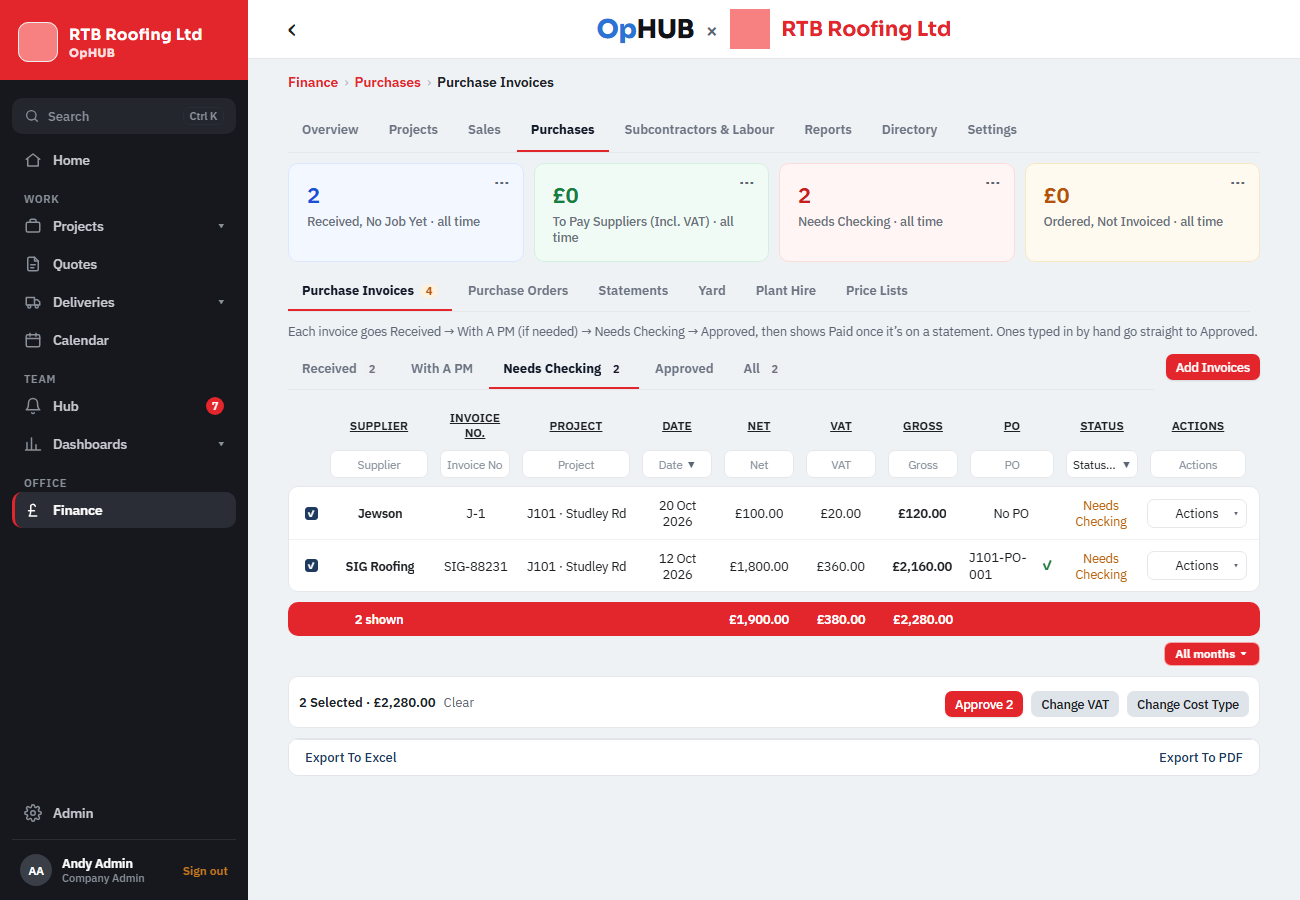 RTB Roofing Ltd
OpHUB
Search Ctrl K
Home
WORK
Projects
Quotes
Deliveries
Calendar
TEAM
Hub 7
Dashboards
OFFICE
Finance
Admin
AA Andy Admin
Company Admin
Sign out
OpHUB × RTB Roofing Ltd
Finance › Purchases › Purchase Invoices
Overview Projects Sales Purchases Subcontractors & Labour Reports Directory Settings
2
Received, No Job Yet · all time
£0
To Pay Suppliers (Incl. VAT) · all
time
2
Needs Checking · all time
£0
Ordered, Not Invoiced · all time
Purchase Invoices 4 Purchase Orders Statements Yard Plant Hire Price Lists
Each invoice goes Received → With A PM (if needed) → Needs Checking → Approved, then shows Paid once it's on a statement. Ones typed in by hand go straight to Approved.
Received 2 With A PM Needs Checking 2 Approved All 2 Add Invoices
SUPPLIER INVOICE NO. PROJECT DATE NET VAT GROSS PO STATUS ACTIONS
Supplier Invoice No Project Date Net VAT Gross PO Status... Actions
Jewson J-1 J101 · Studley Rd 20 Oct 2026 £100.00 £20.00 £120.00 No PO Needs Checking Actions
SIG Roofing SIG-88231 J101 · Studley Rd 12 Oct 2026 £1,800.00 £360.00 £2,160.00 J101-PO-001 ✓ Needs Checking Actions
2 shown £1,900.00 £380.00 £2,280.00
All months
2 Selected · £2,280.00 Clear Approve 2 Change VAT Change Cost Type
Export To Excel Export To PDF